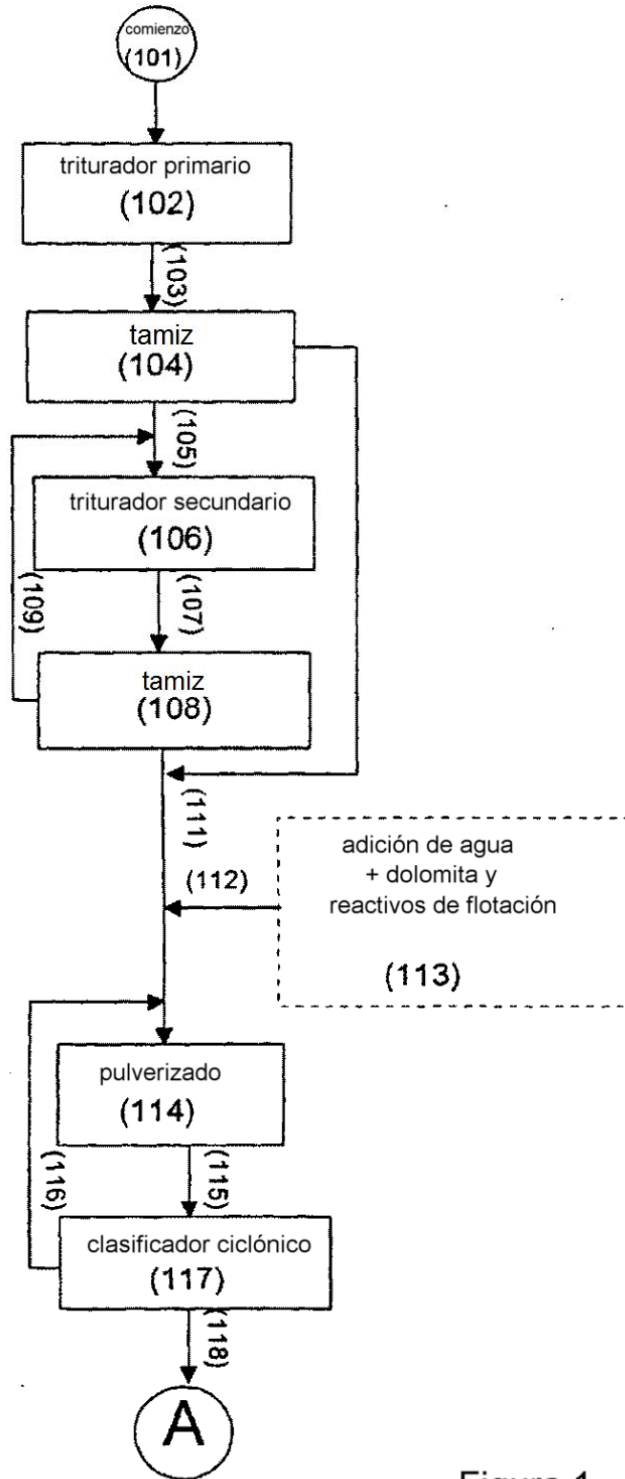 comienzo
(101)
triturador primario
(102)
(103)
tamiz
(104)
(105)
triturador secundario
(106)
(107)
(109)
tamiz
(108)
(111)
(112)
adición de agua
+ dolomita y
reactivos de flotación
(113)
pulverizado
(114)
(115)
(116)
clasificador ciclónico
(117)
(118)
A
Figura 1